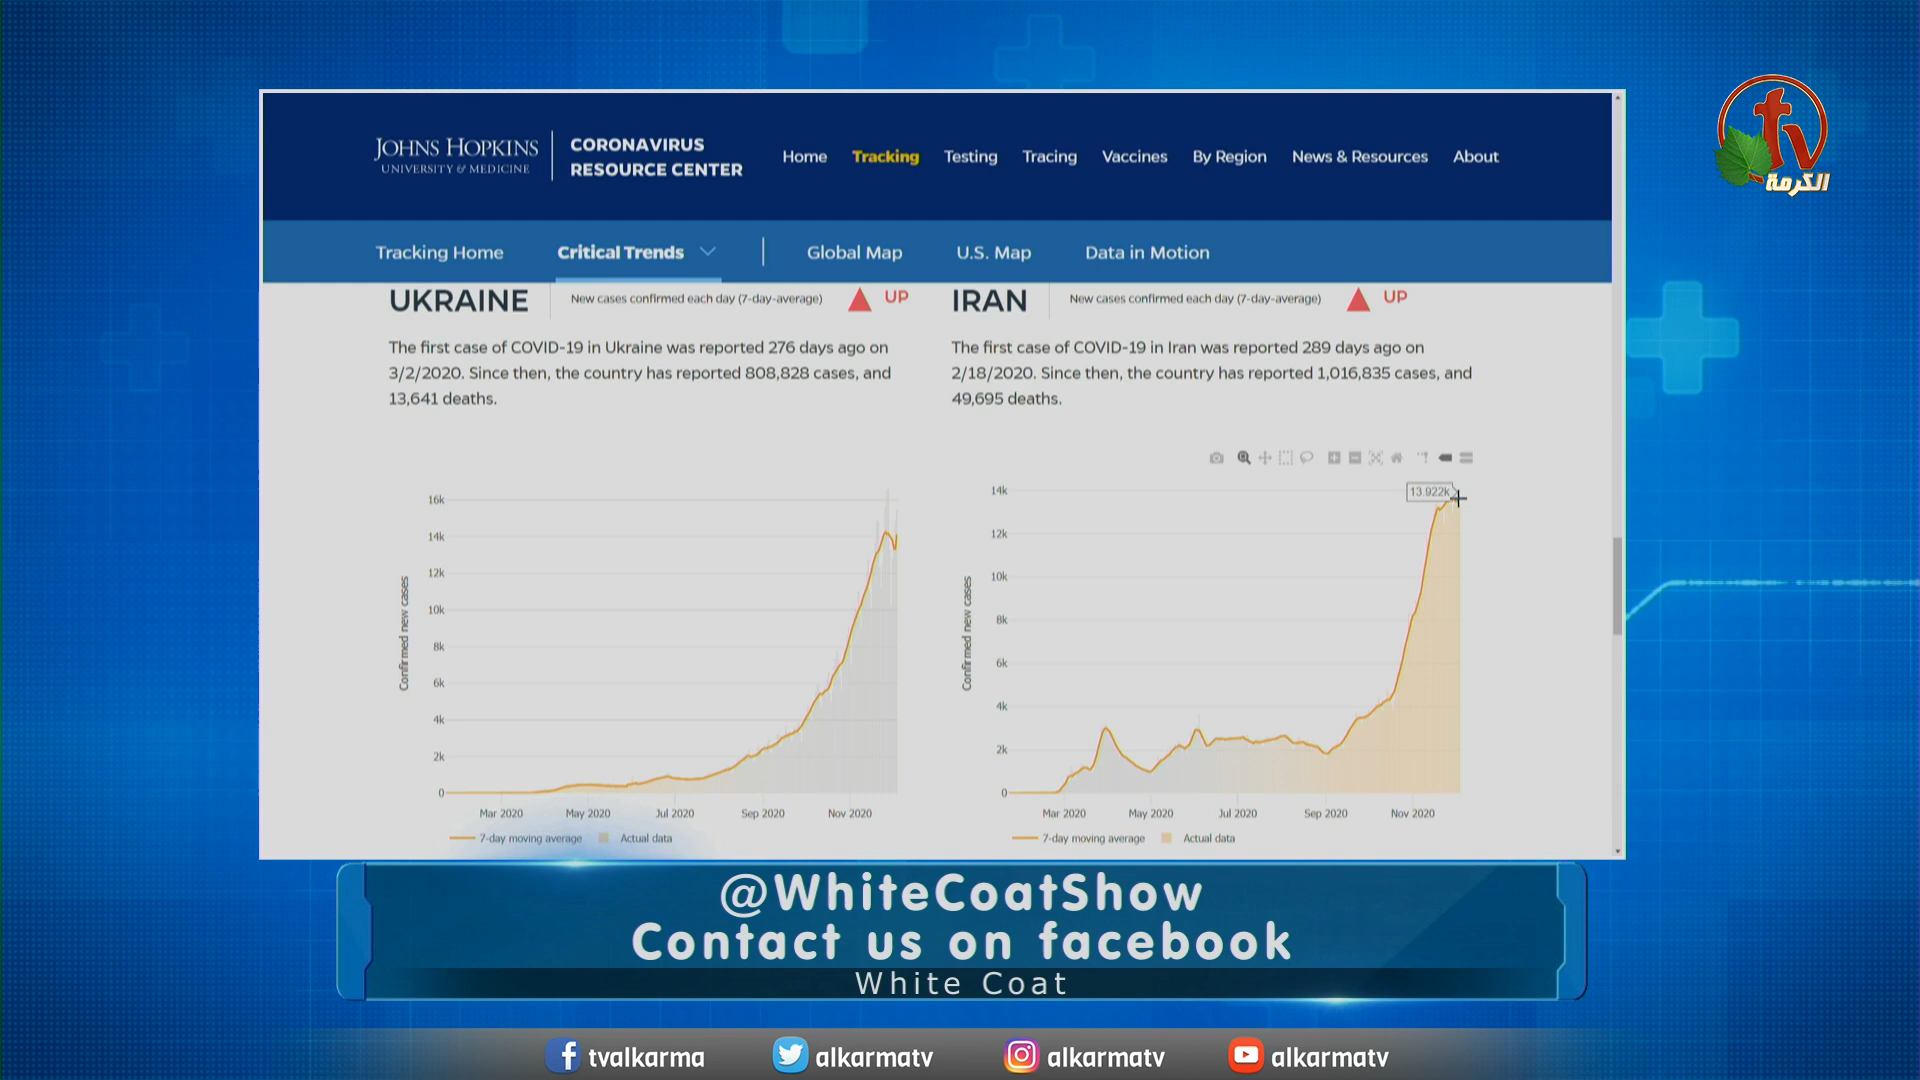 JOHNS HOPKINS
UNIVERSITY & MEDICINE
CORONAVIRUS
RESOURCE CENTER
Home Tracking Testing Tracing Vaccines By Region News & Resources About
tv
الكرمة
Tracking Home Critical Trends Global Map U.S. Map Data in Motion
UKRAINE New cases confirmed each day (7-day-average) UP
The first case of COVID-19 in Ukraine was reported 276 days ago on
3/2/2020. Since then, the country has reported 808,828 cases, and
13,641 deaths.
16k
14k
12k
10k
8k
6k
4k
2k
0
Confirmed new cases
Mar 2020 May 2020 Jul 2020 Sep 2020 Nov 2020
7-day moving average Actual data
IRAN New cases confirmed each day (7-day-average) UP
The first case of COVID-19 in Iran was reported 289 days ago on
2/18/2020. Since then, the country has reported 1,016,835 cases, and
49,695 deaths.
13.922k
14k
12k
10k
8k
6k
4k
2k
0
Confirmed new cases
Mar 2020 May 2020 Jul 2020 Sep 2020 Nov 2020
7-day moving average Actual data
@WhiteCoatShow
Contact us on facebook
White Coat
tvalkarma alkarmatv alkarmatv alkarmatv